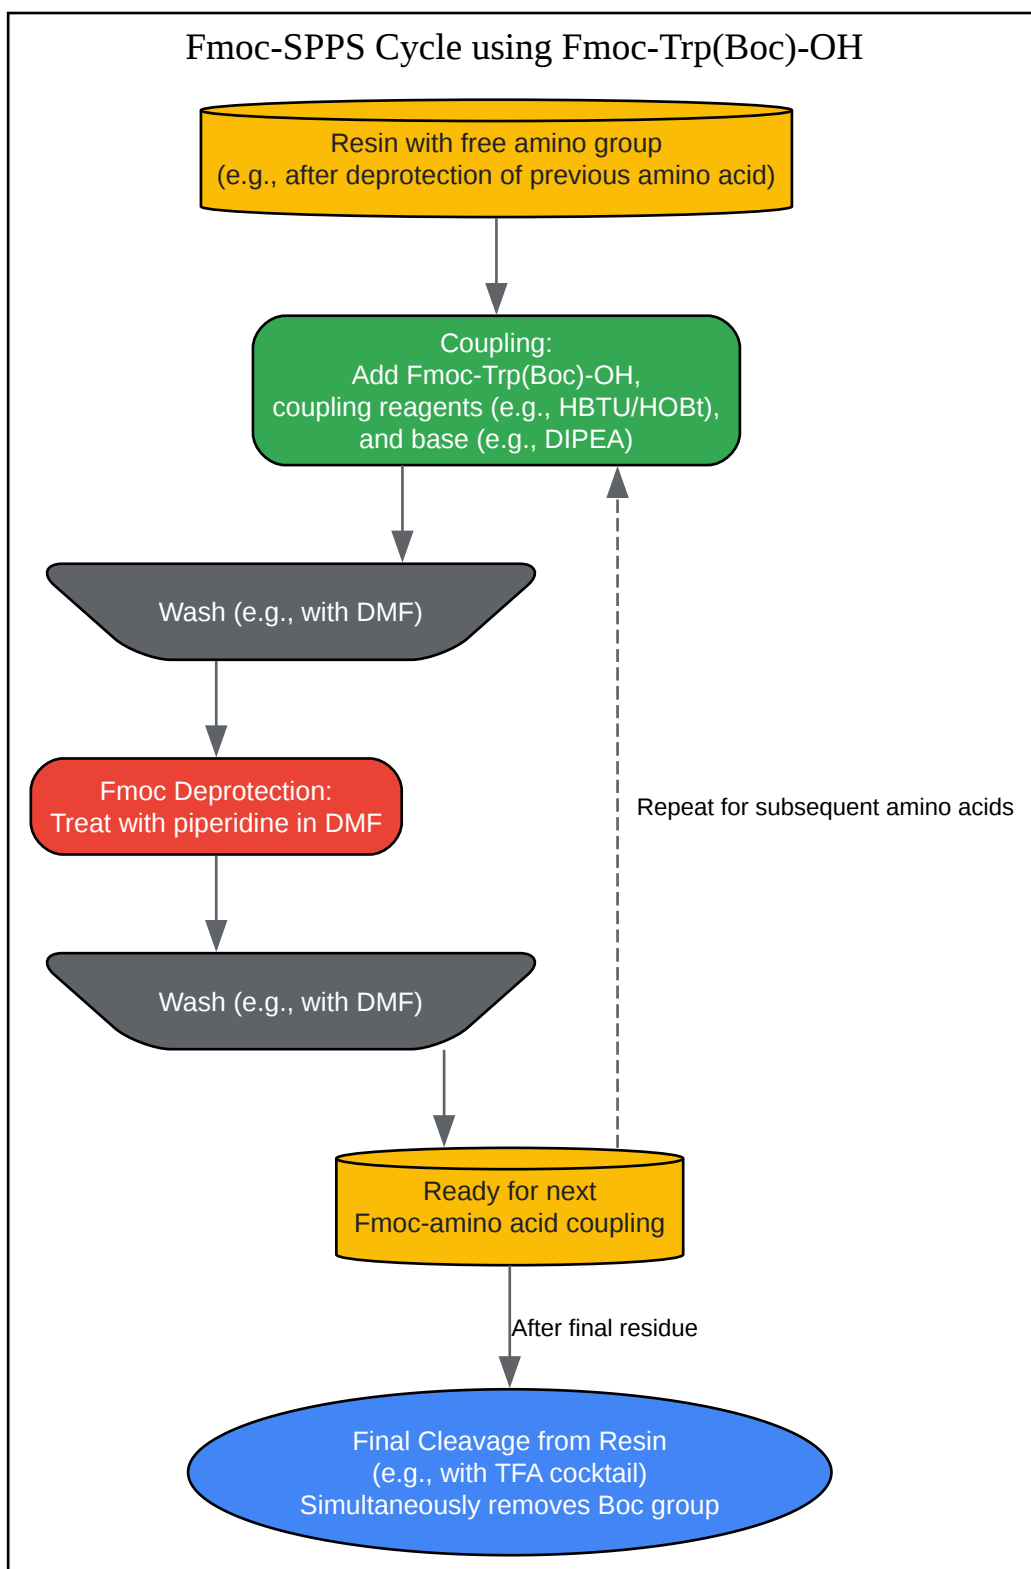 Fmoc-SPPS Cycle using Fmoc-Trp(Boc)-OH
Resin with free amino group
(e.g., after deprotection of previous amino acid)
Coupling:
Add Fmoc-Trp(Boc)-OH,
coupling reagents (e.g., HBTU/HOBt),
and base (e.g., DIPEA)
Wash (e.g., with DMF)
Fmoc Deprotection:
Treat with piperidine in DMF
Repeat for subsequent amino acids
Wash (e.g., with DMF)
Ready for next
Fmoc-amino acid coupling
After final residue
Final Cleavage from Resin
(e.g., with TFA cocktail)
Simultaneously removes Boc group